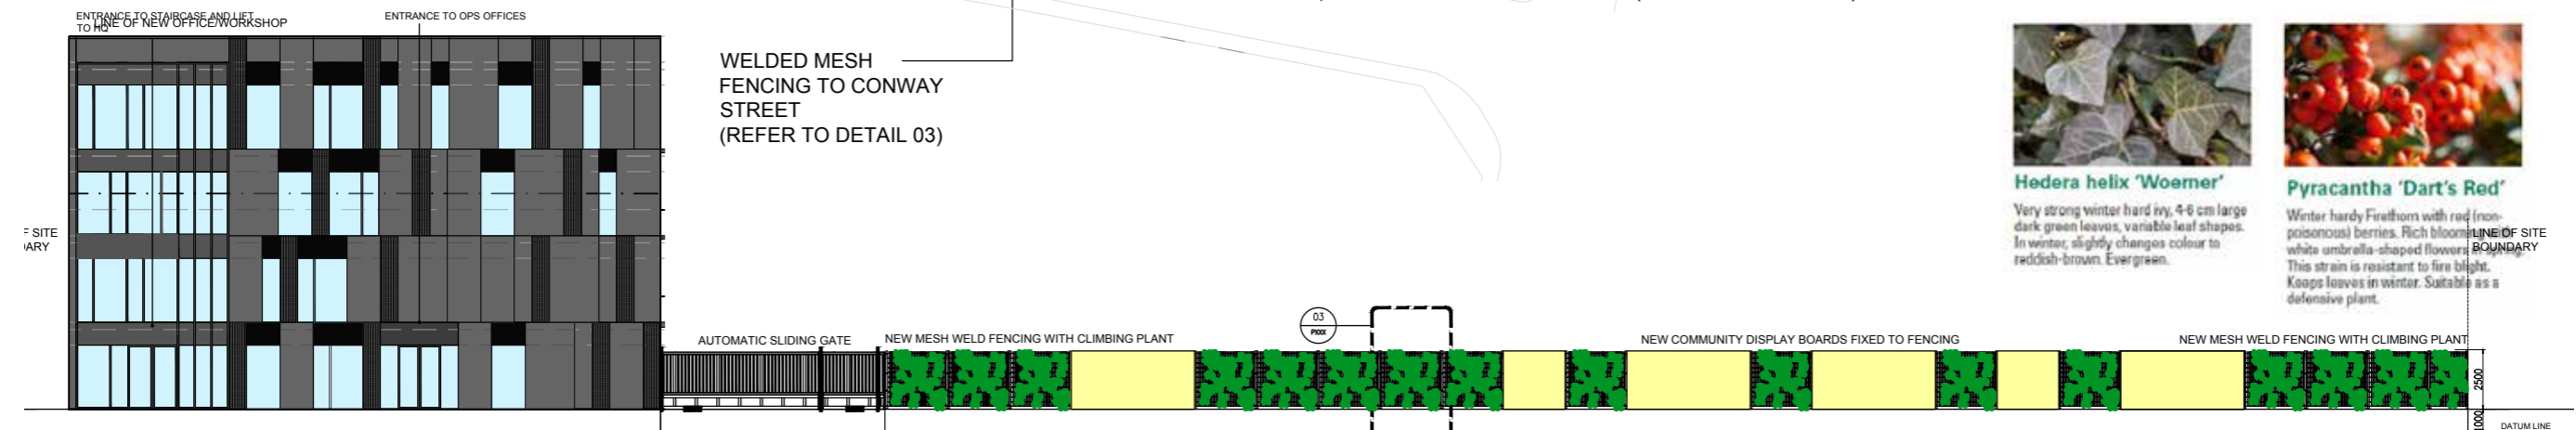 ENTRANCE TO STAIRCASE AND LIFT
TO HQ
LINE OF NEW OFFICE/WORKSHOP
ENTRANCE TO OPS OFFICES
WELDED MESH
FENCING TO CONWAY
STREET
(REFER TO DETAIL 03)
Hedera helix 'Woerner'
Very strong winter hard ivy, 4-6 cm large
dark green leaves, variable leaf shapes.
In winter, slightly changes colour to
reddish-brown. Evergreen.
Pyracantha 'Dart's Red'
Winter hardy Firethorn with red (non-
poisonous) berries. Rich blooming
white umbrella-shaped flowers in spring.
This strain is resistant to fire blight.
Keeps leaves in winter. Suitable as a
defensive plant.
LINE OF SITE
BOUNDARY
F SITE
DARY
AUTOMATIC SLIDING GATE
NEW MESH WELD FENCING WITH CLIMBING PLANT
03
PXXX
NEW COMMUNITY DISPLAY BOARDS FIXED TO FENCING
NEW MESH WELD FENCING WITH CLIMBING PLANT
2500
DATUM LINE